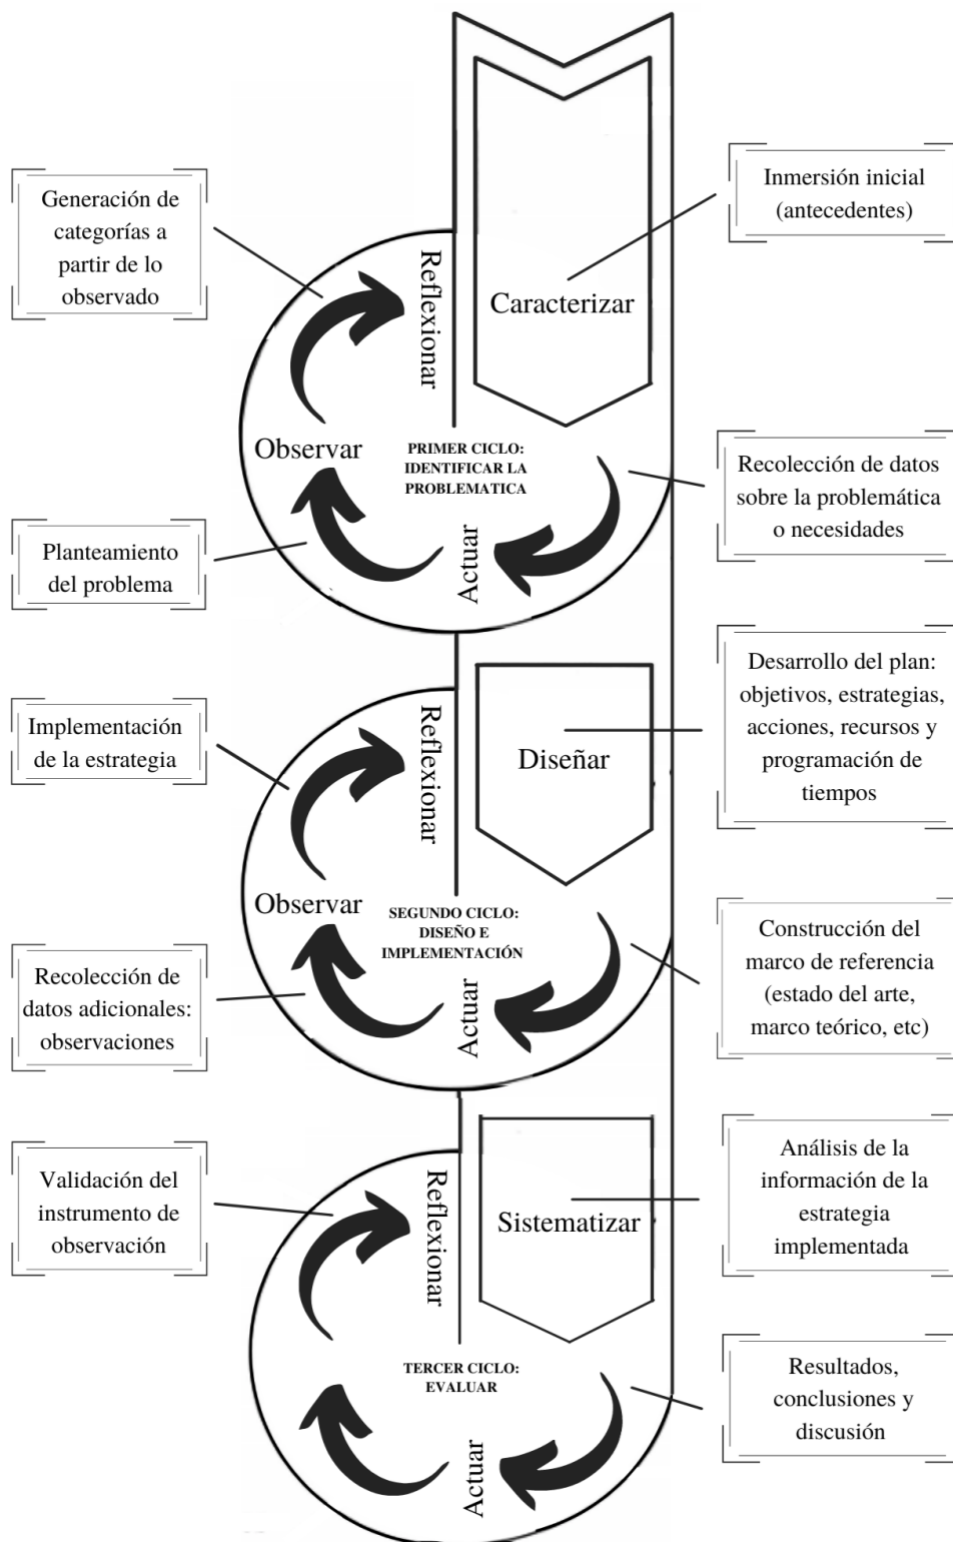 Inmersión inicial
(antecedentes)
Generación de
categorías a
partir de lo
observado
Reflexionar
Caracterizar
Observar
PRIMER CICLO:
IDENTIFICAR LA
PROBLEMATICA
Recolección de datos
sobre la problemática
o necesidades
Actuar
Planteamiento
del problema
Desarrollo del plan:
objetivos, estrategias,
acciones, recursos y
programación de
tiempos
Implementación
de la estrategia
Reflexionar
Diseñar
Observar
SEGUNDO CICLO:
DISEÑO E
IMPLEMENTACIÓN
Construcción del
marco de referencia
(estado del arte,
marco teórico, etc)
Recolección de
datos adicionales:
observaciones
Actuar
Análisis de la
información de la
estrategia
implementada
Validación del
instrumento de
observación
Reflexionar
Sistematizar
TERCER CICLO:
EVALUAR
Resultados,
conclusiones y
discusión
Actuar